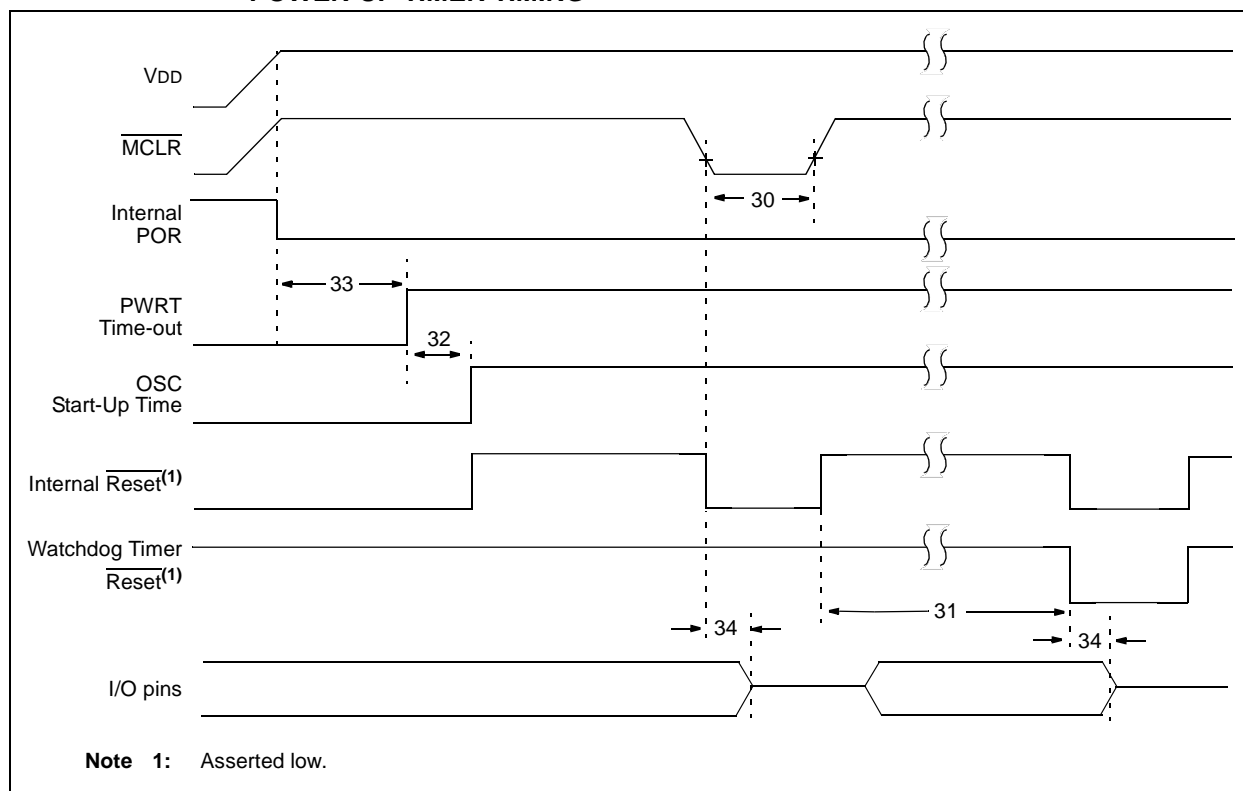 POWER-UP TIMER TIMING
VDD
MCLR
30
Internal
POR
33
PWRT
Time-out
32
OSC
Start-Up Time
Internal Reset(1)
Watchdog Timer
Reset(1)
31
34
34
I/O pins
Note 1: Asserted low.